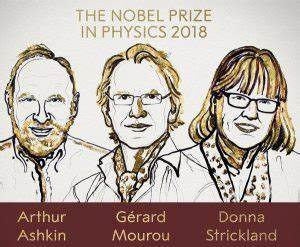 THE NOBEL PRIZE
IN PHYSICS 2018
Arthur Ashkin
Gérard Mourou
Donna Strickland